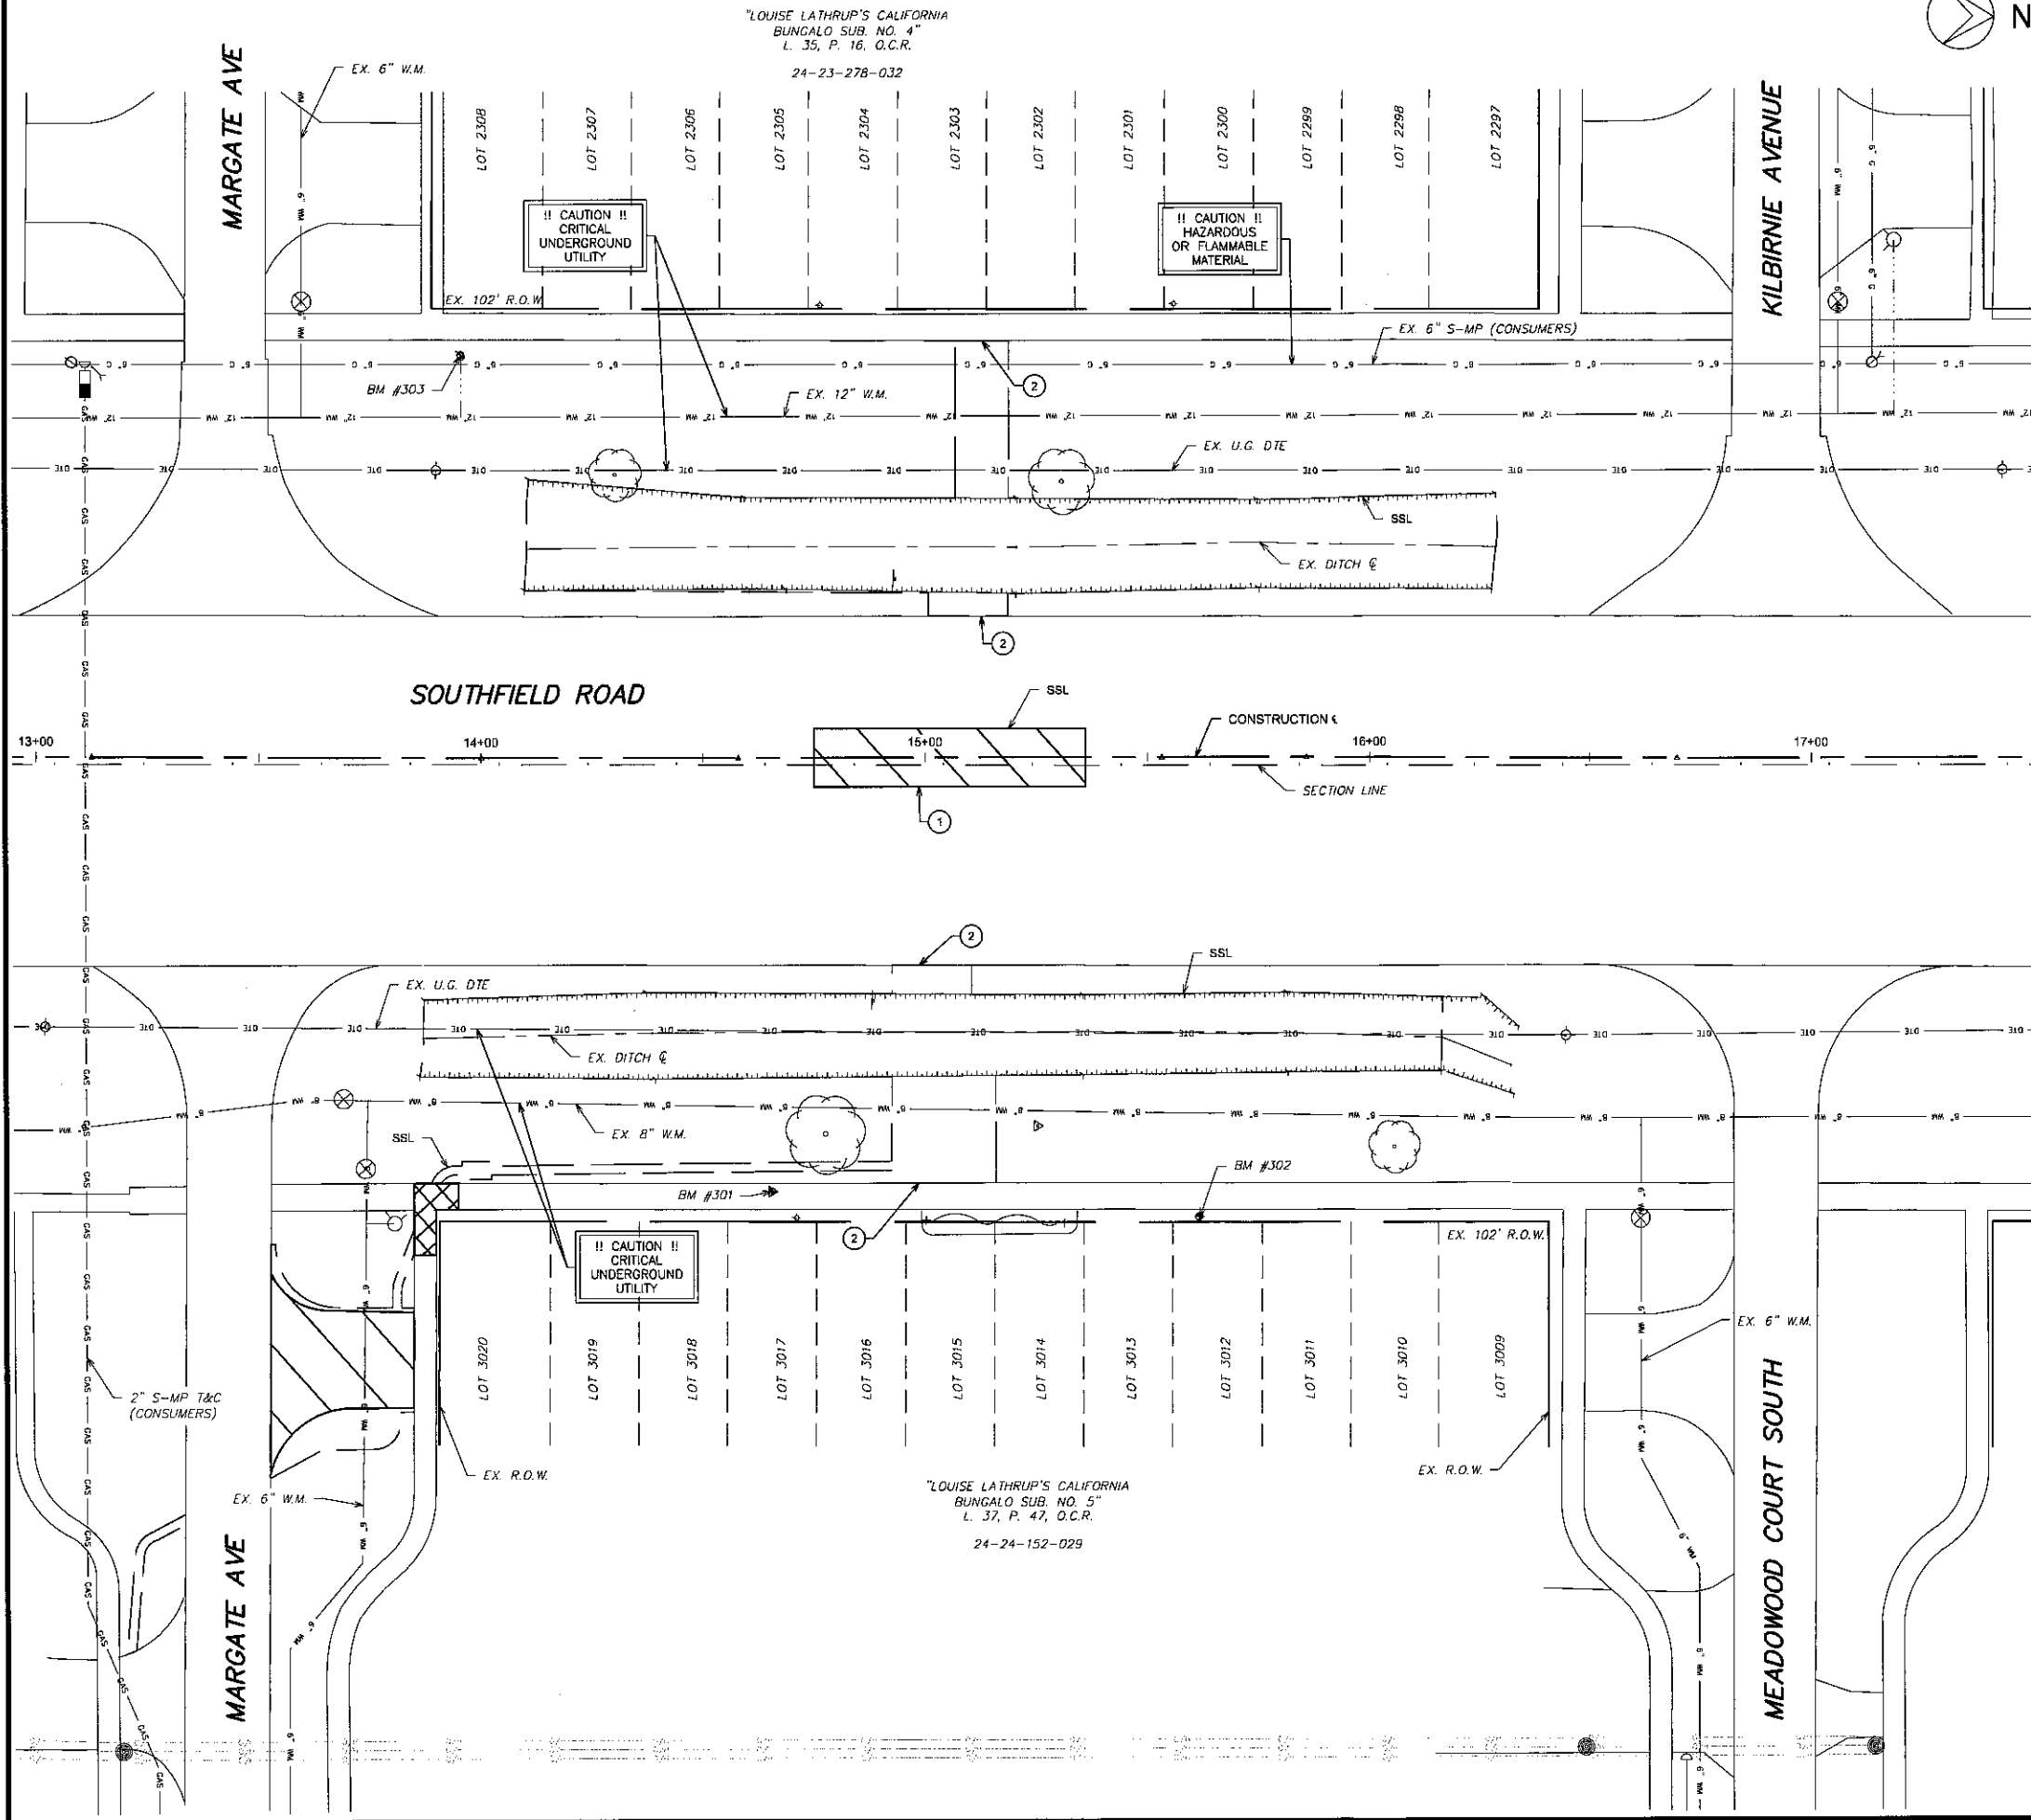 "LOUISE LATHRUP'S CALIFORNIA
BUNGALO SUB. NO. 4"
L. 35, P. 16, O.C.R.
24-23-278-032
N
MARGATE AVE
EX. 6" W.M.
KILBIRNIE AVENUE
LOT 2308
LOT 2307
LOT 2306
LOT 2305
LOT 2304
LOT 2303
LOT 2302
LOT 2301
LOT 2300
LOT 2299
LOT 2298
LOT 2297
!! CAUTION !!
CRITICAL
UNDERGROUND
UTILITY
!! CAUTION !!
HAZARDOUS
OR FLAMMABLE
MATERIAL
EX. 102' R.O.W.
EX. 6" S-MP (CONSUMERS)
BM #303
2
EX. 12" W.M.
EX. U.G. DTE
SSL
EX. DITCH ℄
2
SOUTHFIELD ROAD
SSL
CONSTRUCTION ℄
13+00
14+00
15+00
16+00
17+00
SECTION LINE
1
2
SSL
EX. U.G. DTE
EX. DITCH ℄
EX. 8" W.M.
SSL
BM #301
BM #302
2
EX. 102' R.O.W.
!! CAUTION !!
CRITICAL
UNDERGROUND
UTILITY
LOT 3020
LOT 3019
LOT 3018
LOT 3017
LOT 3016
LOT 3015
LOT 3014
LOT 3013
LOT 3012
LOT 3011
LOT 3010
LOT 3009
EX. 6" W.M.
2" S-MP T&C
(CONSUMERS)
EX. R.O.W.
EX. R.O.W.
EX. 6" W.M.
"LOUISE LATHRUP'S CALIFORNIA
BUNGALO SUB. NO. 5"
L. 37, P. 47, O.C.R.
24-24-152-029
MARGATE AVE
MEADOWOOD COURT SOUTH